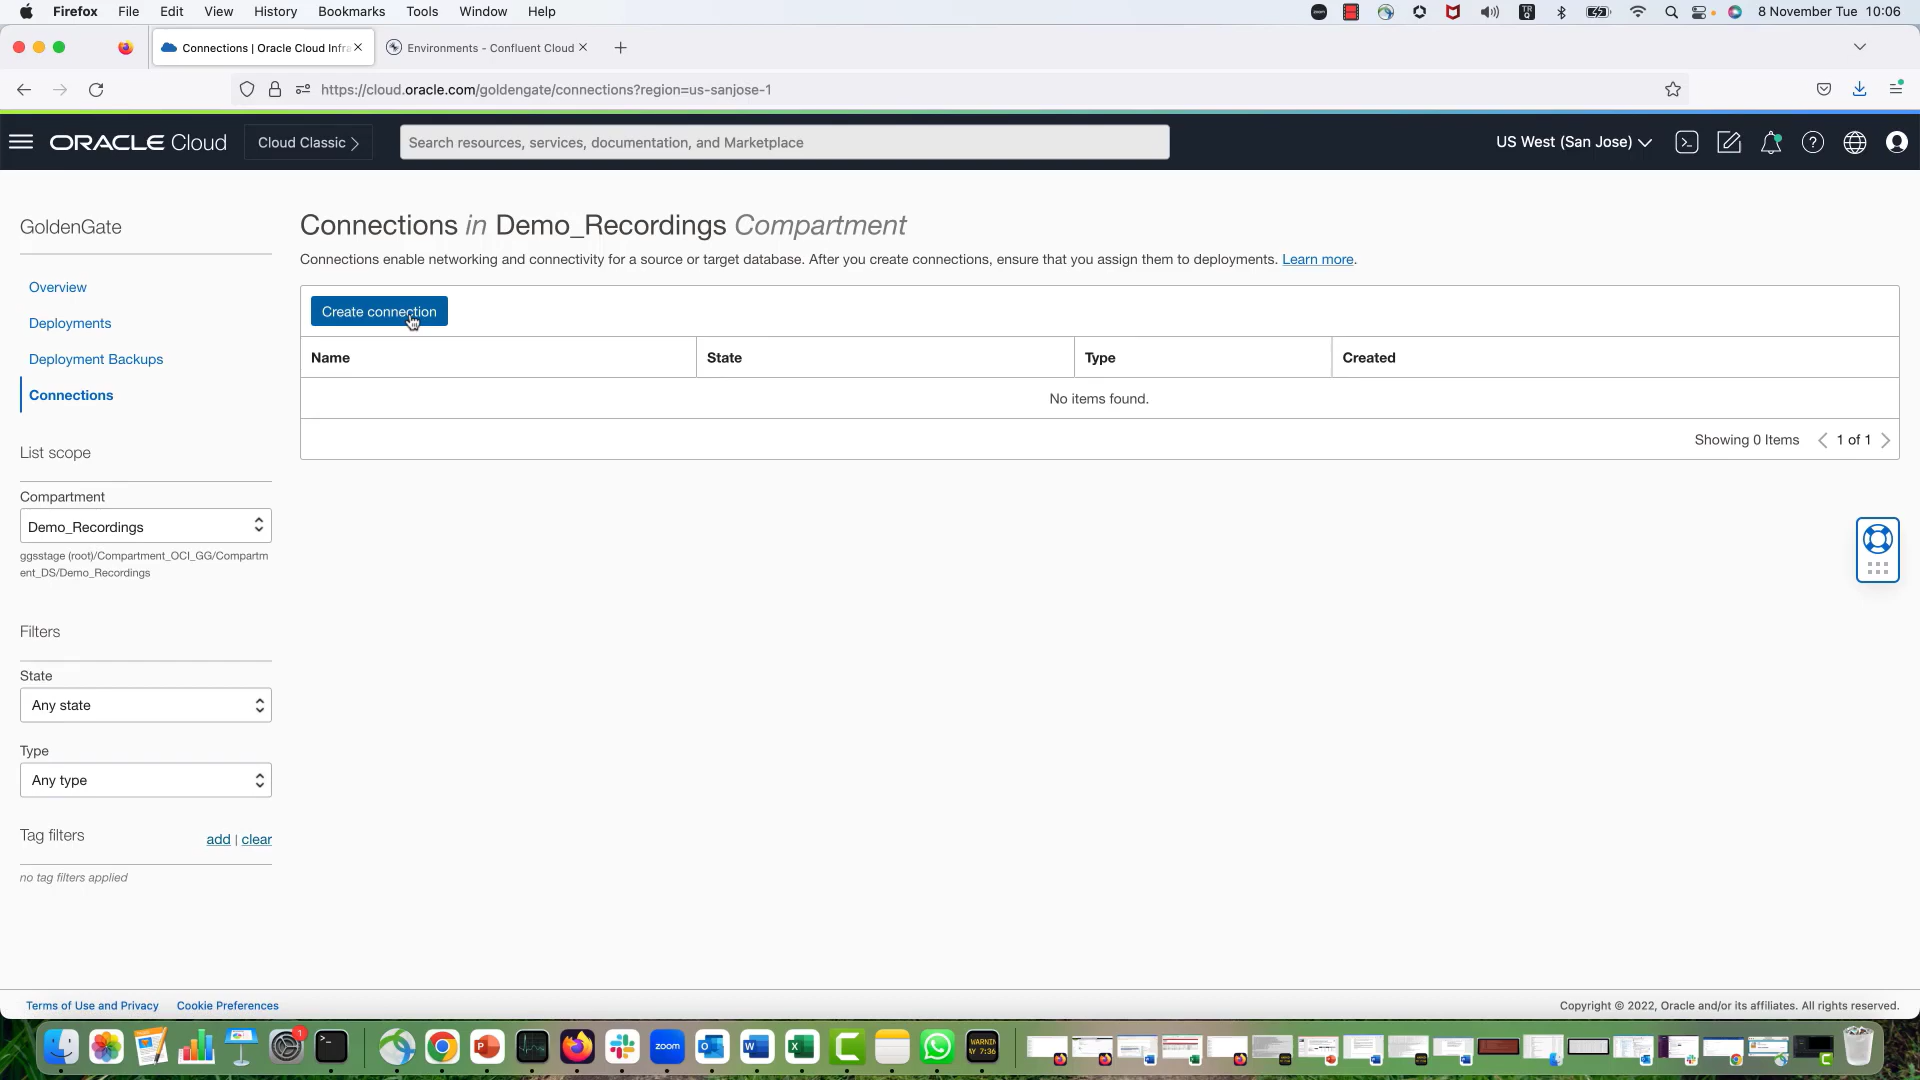 Firefox File Edit View History Bookmarks Tools Window Help
8 November Tue 10:06
Connections | Oracle Cloud Infra
Environments - Confluent Cloud
https://cloud.oracle.com/goldengate/connections?region=us-sanjose-1
ORACLE Cloud
Cloud Classic
Search resources, services, documentation, and Marketplace
US West (San Jose)
GoldenGate
Overview
Deployments
Deployment Backups
Connections
List scope
Compartment
Demo_Recordings
ggsstage (root)/Compartment_OCI_GG/Compartm
ent_DS/Demo_Recordings
Filters
State
Any state
Type
Any type
Tag filters
add | clear
no tag filters applied
Connections in Demo_Recordings Compartment
Connections enable networking and connectivity for a source or target database. After you create connections, ensure that you assign them to deployments. Learn more.
Create connection
Name State Type Created
No items found.
Showing 0 Items 1 of 1
Terms of Use and Privacy Cookie Preferences
Copyright © 2022, Oracle and/or its affiliates. All rights reserved.
1
zoom
WARNIN
Y 7:36